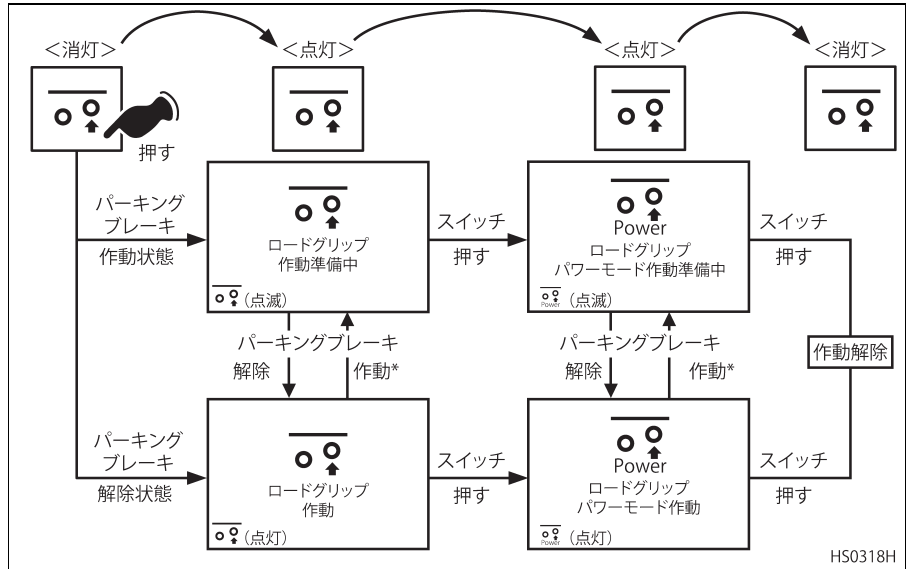 ＜消灯＞
＜点灯＞
＜点灯＞
＜消灯＞
押す
パーキング
ブレーキ
作動状態
ロードグリップ
作動準備中
(点滅)
スイッチ
押す
Power
ロードグリップ
パワーモード作動準備中
Power
(点滅)
スイッチ
押す
パーキングブレーキ
解除
作動*
パーキングブレーキ
解除
作動*
作動解除
パーキング
ブレーキ
解除状態
ロードグリップ
作動
(点灯)
スイッチ
押す
Power
ロードグリップ
パワーモード作動
Power
(点灯)
スイッチ
押す
HS0318H